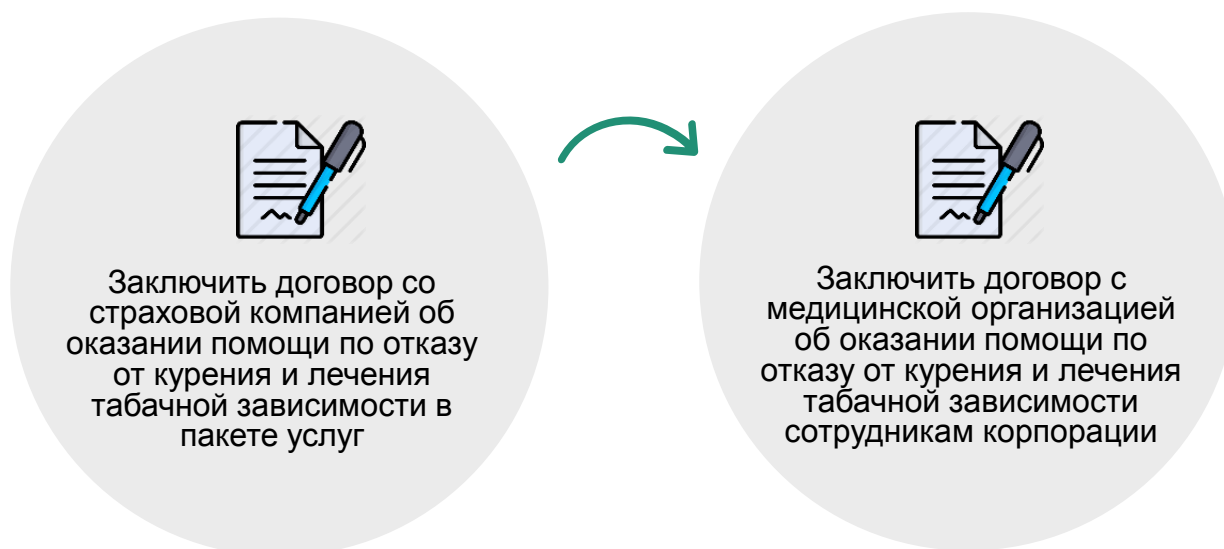 Заключить договор со
страховой компанией об
оказании помощи по отказу
от курения и лечения
табачной зависимости в
пакете услуг
Заключить договор с
медицинской организацией
об оказании помощи по
отказу от курения и лечения
табачной зависимости
сотрудникам корпорации